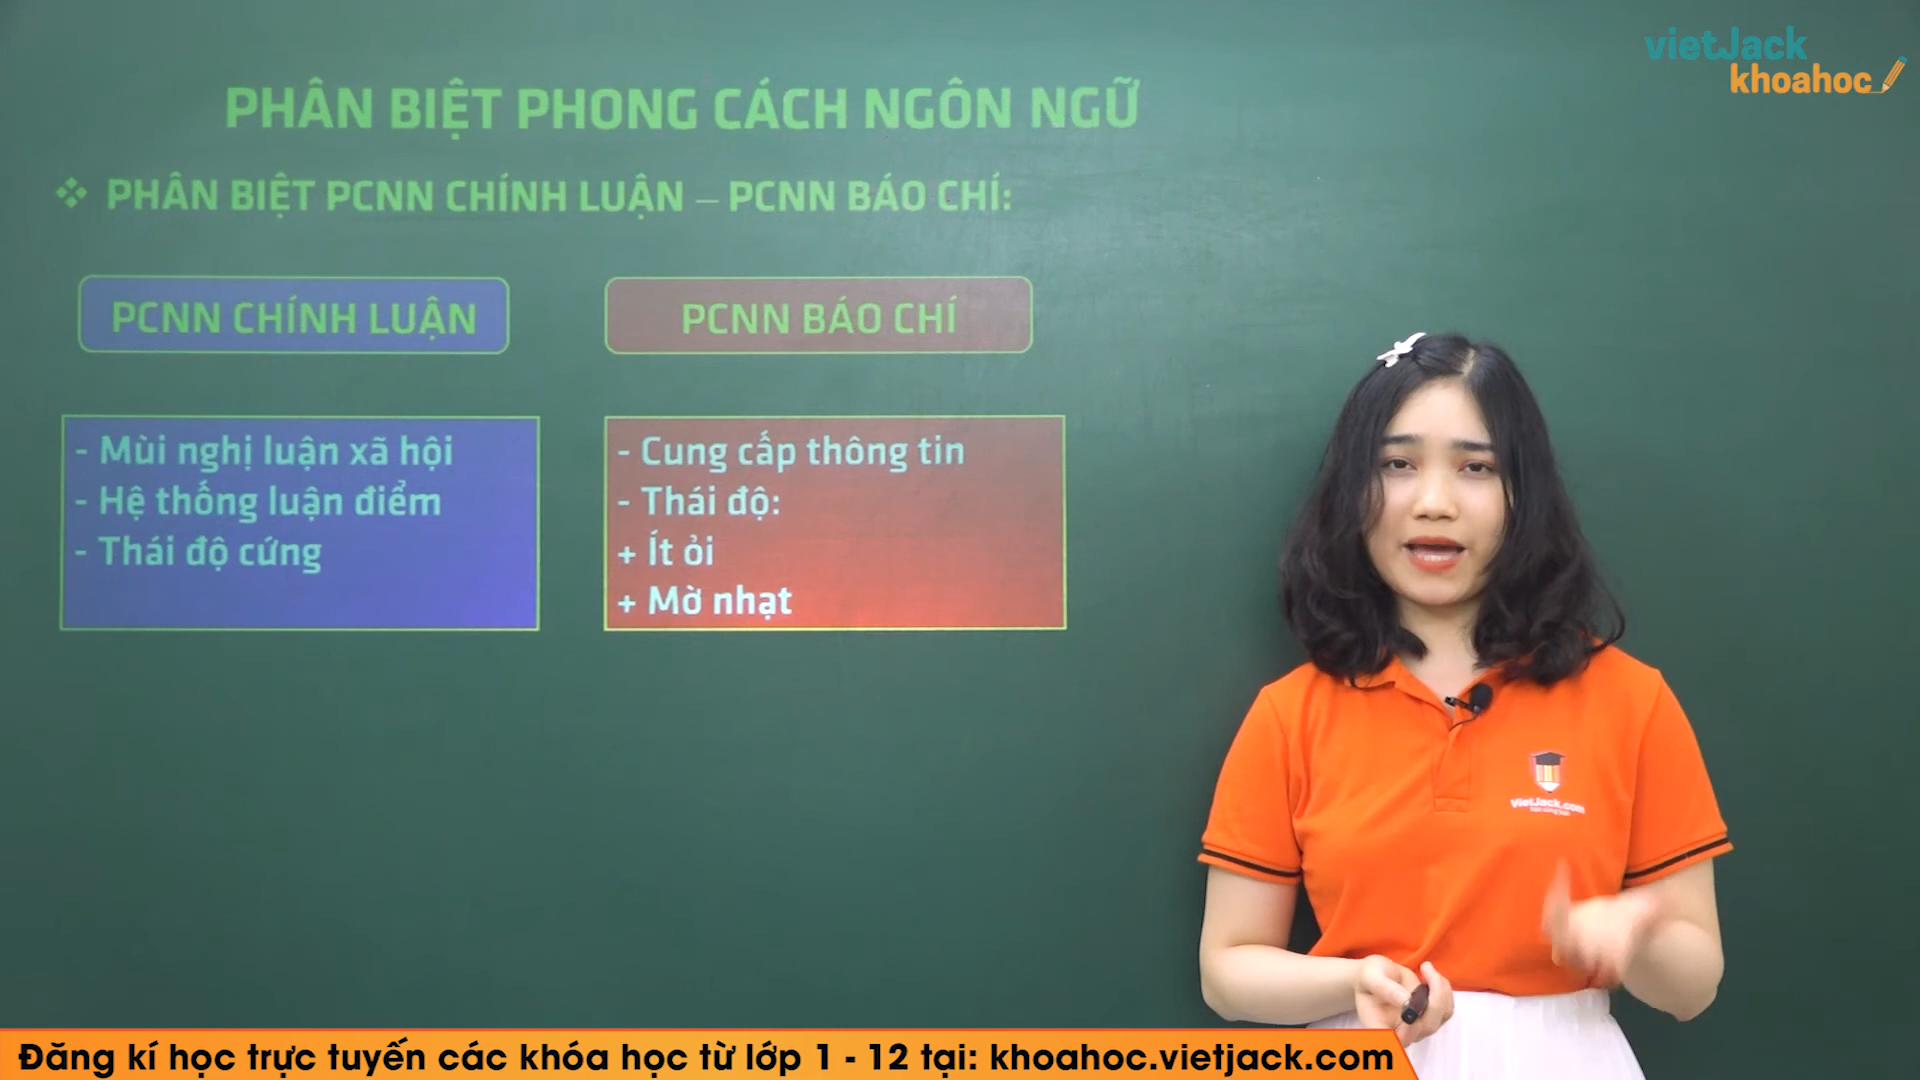 vietJack
khoahoc
PHÂN BIỆT PHONG CÁCH NGÔN NGỮ
❖ PHÂN BIỆT PCNN CHÍNH LUẬN – PCNN BÁO CHÍ:
PCNN CHÍNH LUẬN
PCNN BÁO CHÍ
- Mùi nghị luận xã hội
- Hệ thống luận điểm
- Thái độ cứng
- Cung cấp thông tin
- Thái độ:
+ Ít ỏi
+ Mờ nhạt
VietJack.com
Đăng kí học trực tuyến các khóa học từ lớp 1 - 12 tại: khoahoc.vietjack.com